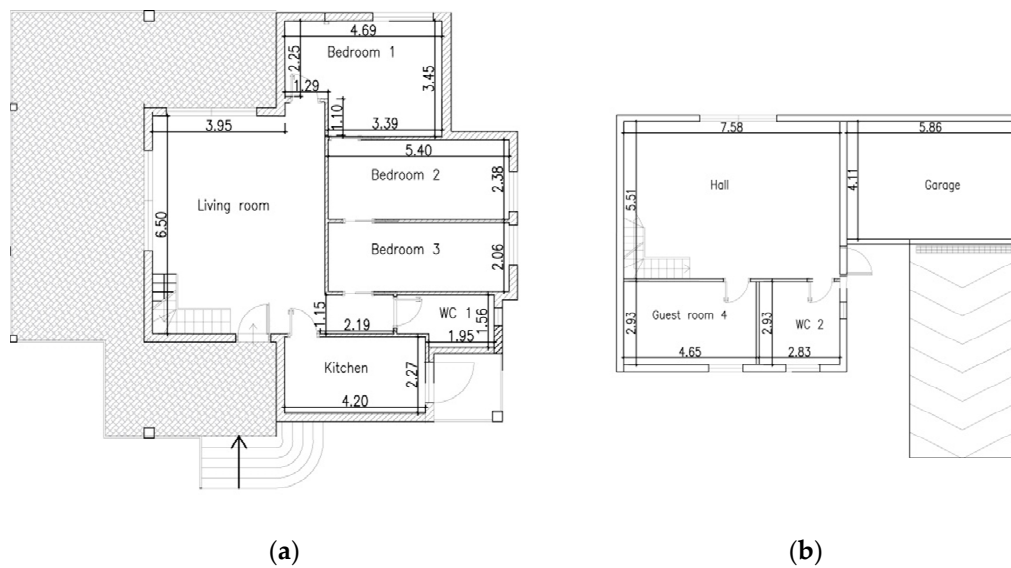 4.69
Bedroom 1
2.25
3.45
1.29
1.10
3.95
3.39
5.40
Bedroom 2
2.38
Living room
6.50
Bedroom 3
2.06
1.15
2.19
WC 1
1.56
1.95
Kitchen
2.27
4.20
(a)
7.58
5.86
Hall
5.51
4.11
Garage
Guest room 4
2.93
2.93
WC 2
4.65
2.83
(b)